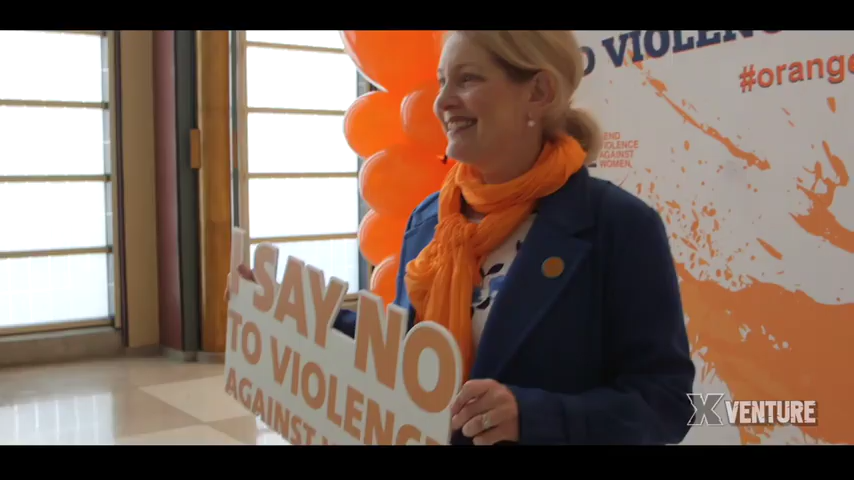 O VIOLEN
#orange
END
VIOLENCE
AGAINST
WOMEN.
I SAY NO
TO VIOLENCE
AGAINST
XVENTURE